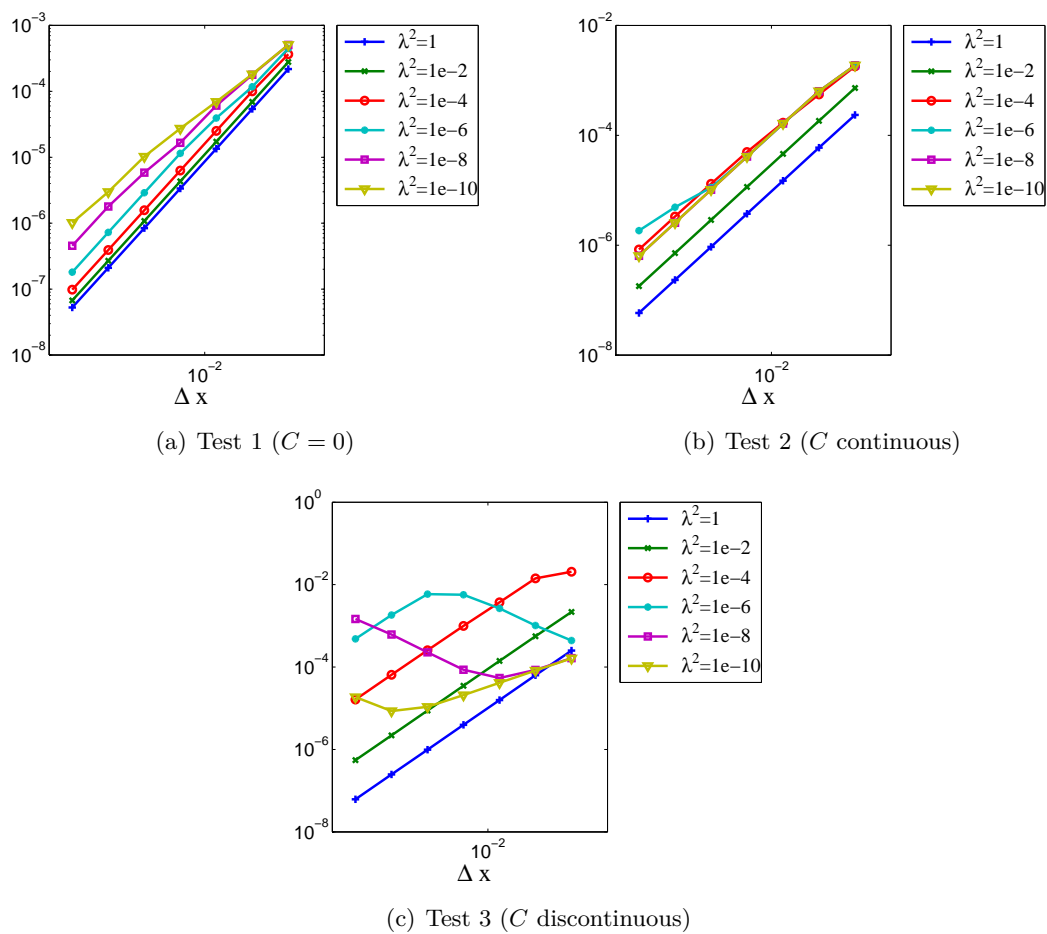 10^-3
10^-4
10^-5
10^-6
10^-7
10^-8
10^-2
Δ x
λ²=1
λ²=1e−2
λ²=1e−4
λ²=1e−6
λ²=1e−8
λ²=1e−10
(a) Test 1 (C = 0)
10^-2
10^-4
10^-6
10^-8
10^-2
Δ x
λ²=1
λ²=1e−2
λ²=1e−4
λ²=1e−6
λ²=1e−8
λ²=1e−10
(b) Test 2 (C continuous)
10^0
10^-2
10^-4
10^-6
10^-8
10^-2
Δ x
λ²=1
λ²=1e−2
λ²=1e−4
λ²=1e−6
λ²=1e−8
λ²=1e−10
(c) Test 3 (C discontinuous)